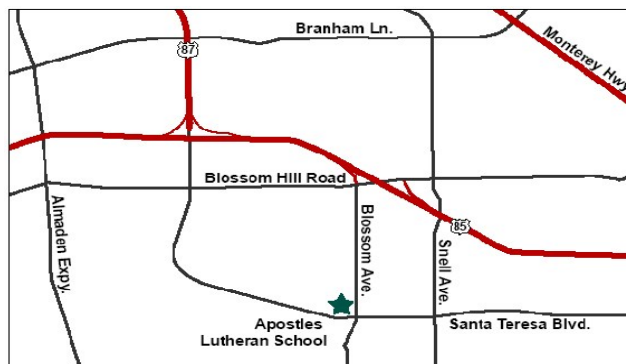 Branham Ln.
87
Monterey Hwy
Blossom Hill Road
Almaden Expy.
Blossom Ave.
Snell Ave.
85
Apostles
Lutheran School
Santa Teresa Blvd.